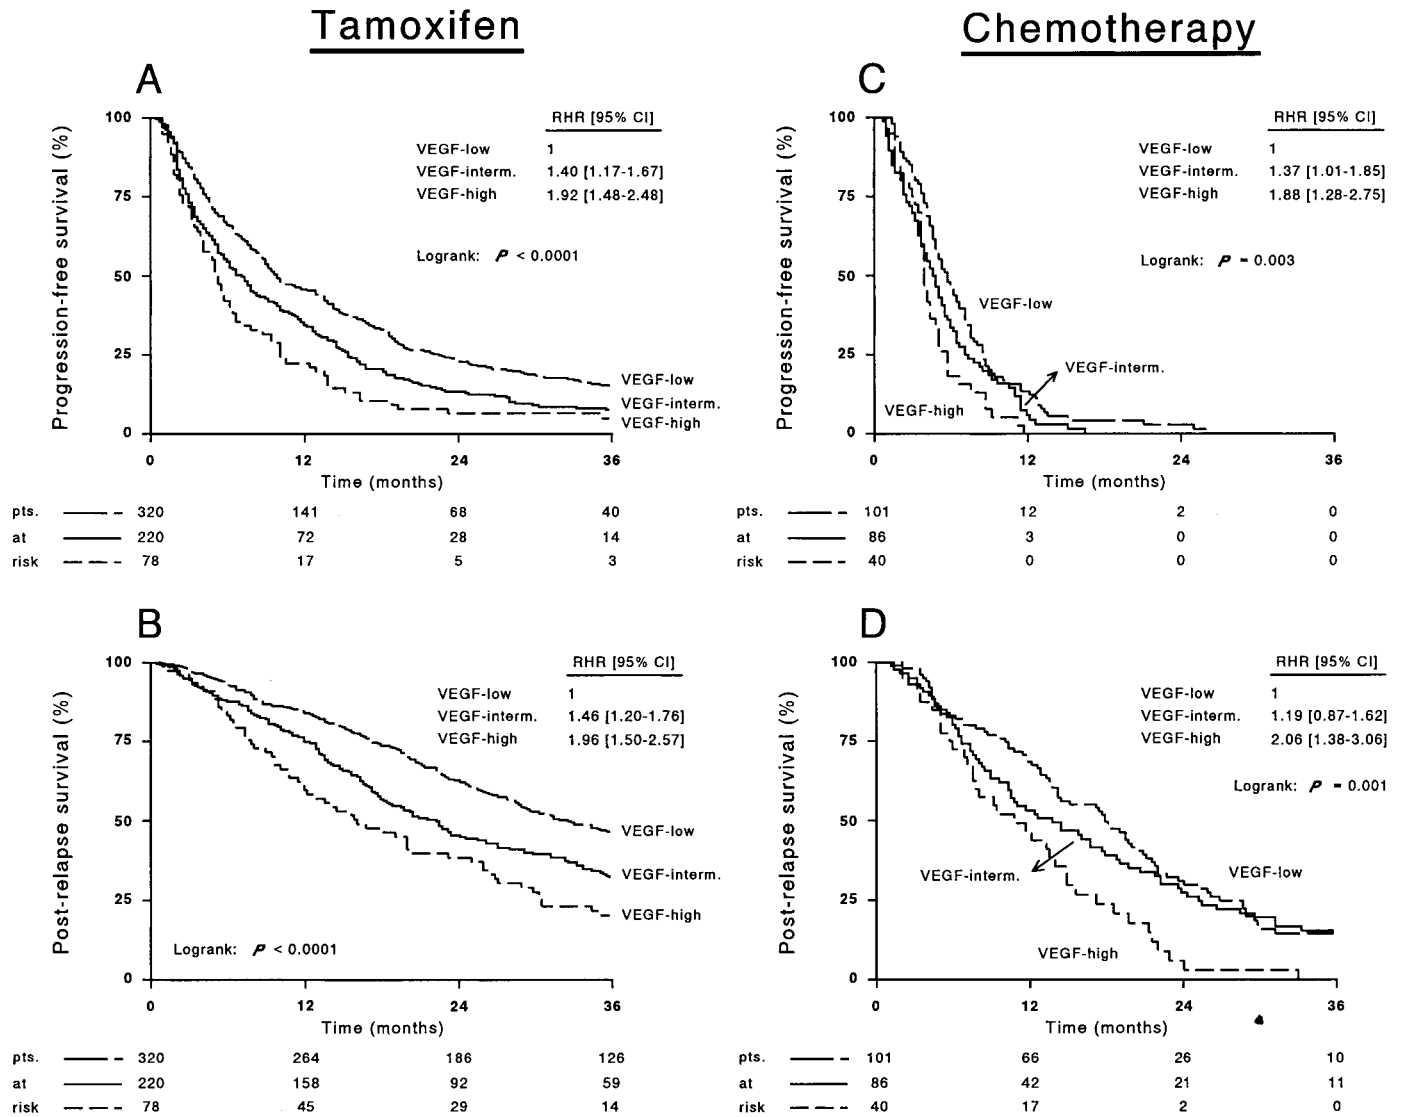 Tamoxifen
Chemotherapy
A
Progression-free survival (%)
100
75
50
25
0
RHR [95% CI]
VEGF-low 1
VEGF-interm. 1.40 [1.17-1.67]
VEGF-high 1.92 [1.48-2.48]
Logrank: P < 0.0001
VEGF-low
VEGF-interm.
VEGF-high
0 12 24 36
Time (months)
pts. 320 141 68 40
at 220 72 28 14
risk 78 17 5 3
C
Progression-free survival (%)
100
75
50
25
0
RHR [95% CI]
VEGF-low 1
VEGF-interm. 1.37 [1.01-1.85]
VEGF-high 1.88 [1.28-2.75]
Logrank: P = 0.003
VEGF-low
VEGF-interm.
VEGF-high
0 12 24 36
Time (months)
pts. 101 12 2 0
at 86 3 0 0
risk 40 0 0 0
B
Post-relapse survival (%)
100
75
50
25
0
RHR [95% CI]
VEGF-low 1
VEGF-interm. 1.46 [1.20-1.76]
VEGF-high 1.96 [1.50-2.57]
VEGF-low
VEGF-interm.
VEGF-high
Logrank: P < 0.0001
0 12 24 36
Time (months)
pts. 320 264 186 126
at 220 158 92 59
risk 78 45 29 14
D
Post-relapse survival (%)
100
75
50
25
0
RHR [95% CI]
VEGF-low 1
VEGF-interm. 1.19 [0.87-1.62]
VEGF-high 2.06 [1.38-3.06]
Logrank: P = 0.001
VEGF-interm.
VEGF-low
VEGF-high
0 12 24 36
Time (months)
pts. 101 66 26 10
at 86 42 21 11
risk 40 17 2 0